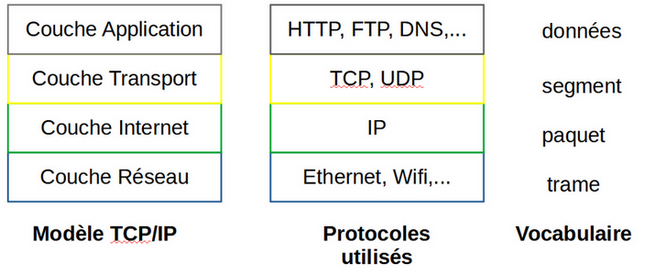 Couche Application HTTP, FTP, DNS,... données
Couche Transport TCP, UDP segment
Couche Internet IP paquet
Couche Réseau Ethernet, Wifi,... trame
Modèle TCP/IP Protocoles utilisés Vocabulaire